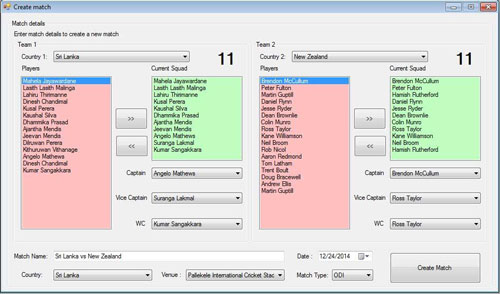 Create match
Match details
Enter match details to create a new match
Team 1
Country 1:
Sri Lanka
11
Players
Mahela Jayawardane
Lasith Lasith Malinga
Lahiru Thirimanne
Dinesh Chandimal
Kusal Perera
Kaushal Silva
Dhammika Prasad
Ajantha Mendis
Jeevan Mendis
Dilruwan Perera
Kithuruwan Vithanage
Angelo Mathews
Dinesh Chandimal
Kumar Sangakkara
>>
<<
Current Squad
Mahela Jayawardane
Lasith Lasith Malinga
Lahiru Thirimanne
Dinesh Chandimal
Kusal Perera
Kaushal Silva
Dhammika Prasad
Ajantha Mendis
Jeevan Mendis
Angelo Mathews
Kumar Sangakkara
Captain
Angelo Mathews
Vice Captain
Suranga Lakmal
WC
Kumar Sangakkara
Team 2
Country 2:
New Zealand
11
Players
Brendon McCullum
Peter Fulton
Martin Guptill
Daniel Flynn
Jesse Ryder
Dean Brownlie
Colin Munro
Ross Taylor
Kane Williamson
Neil Broom
Rob Nicol
Aaron Redmond
Tom Latham
Trent Boult
Doug Bracewell
Andrew Ellis
Martin Guptill
>>
<<
Current Squad
Brendon McCullum
Peter Fulton
Hamish Rutherford
Daniel Flynn
Jesse Ryder
Dean Brownlie
Colin Munro
Ross Taylor
Kane Williamson
Neil Broom
Hamish Rutherford
Captain
Brendon McCullum
Vice Captain
Ross Taylor
WC
Ross Taylor
Match Name:
Sri Lanka vs New Zealand
Date :
12/24/2014
Country:
Sri Lanka
Venue :
Pallekele International Cricket Stac
Match Type:
ODI
Create Match